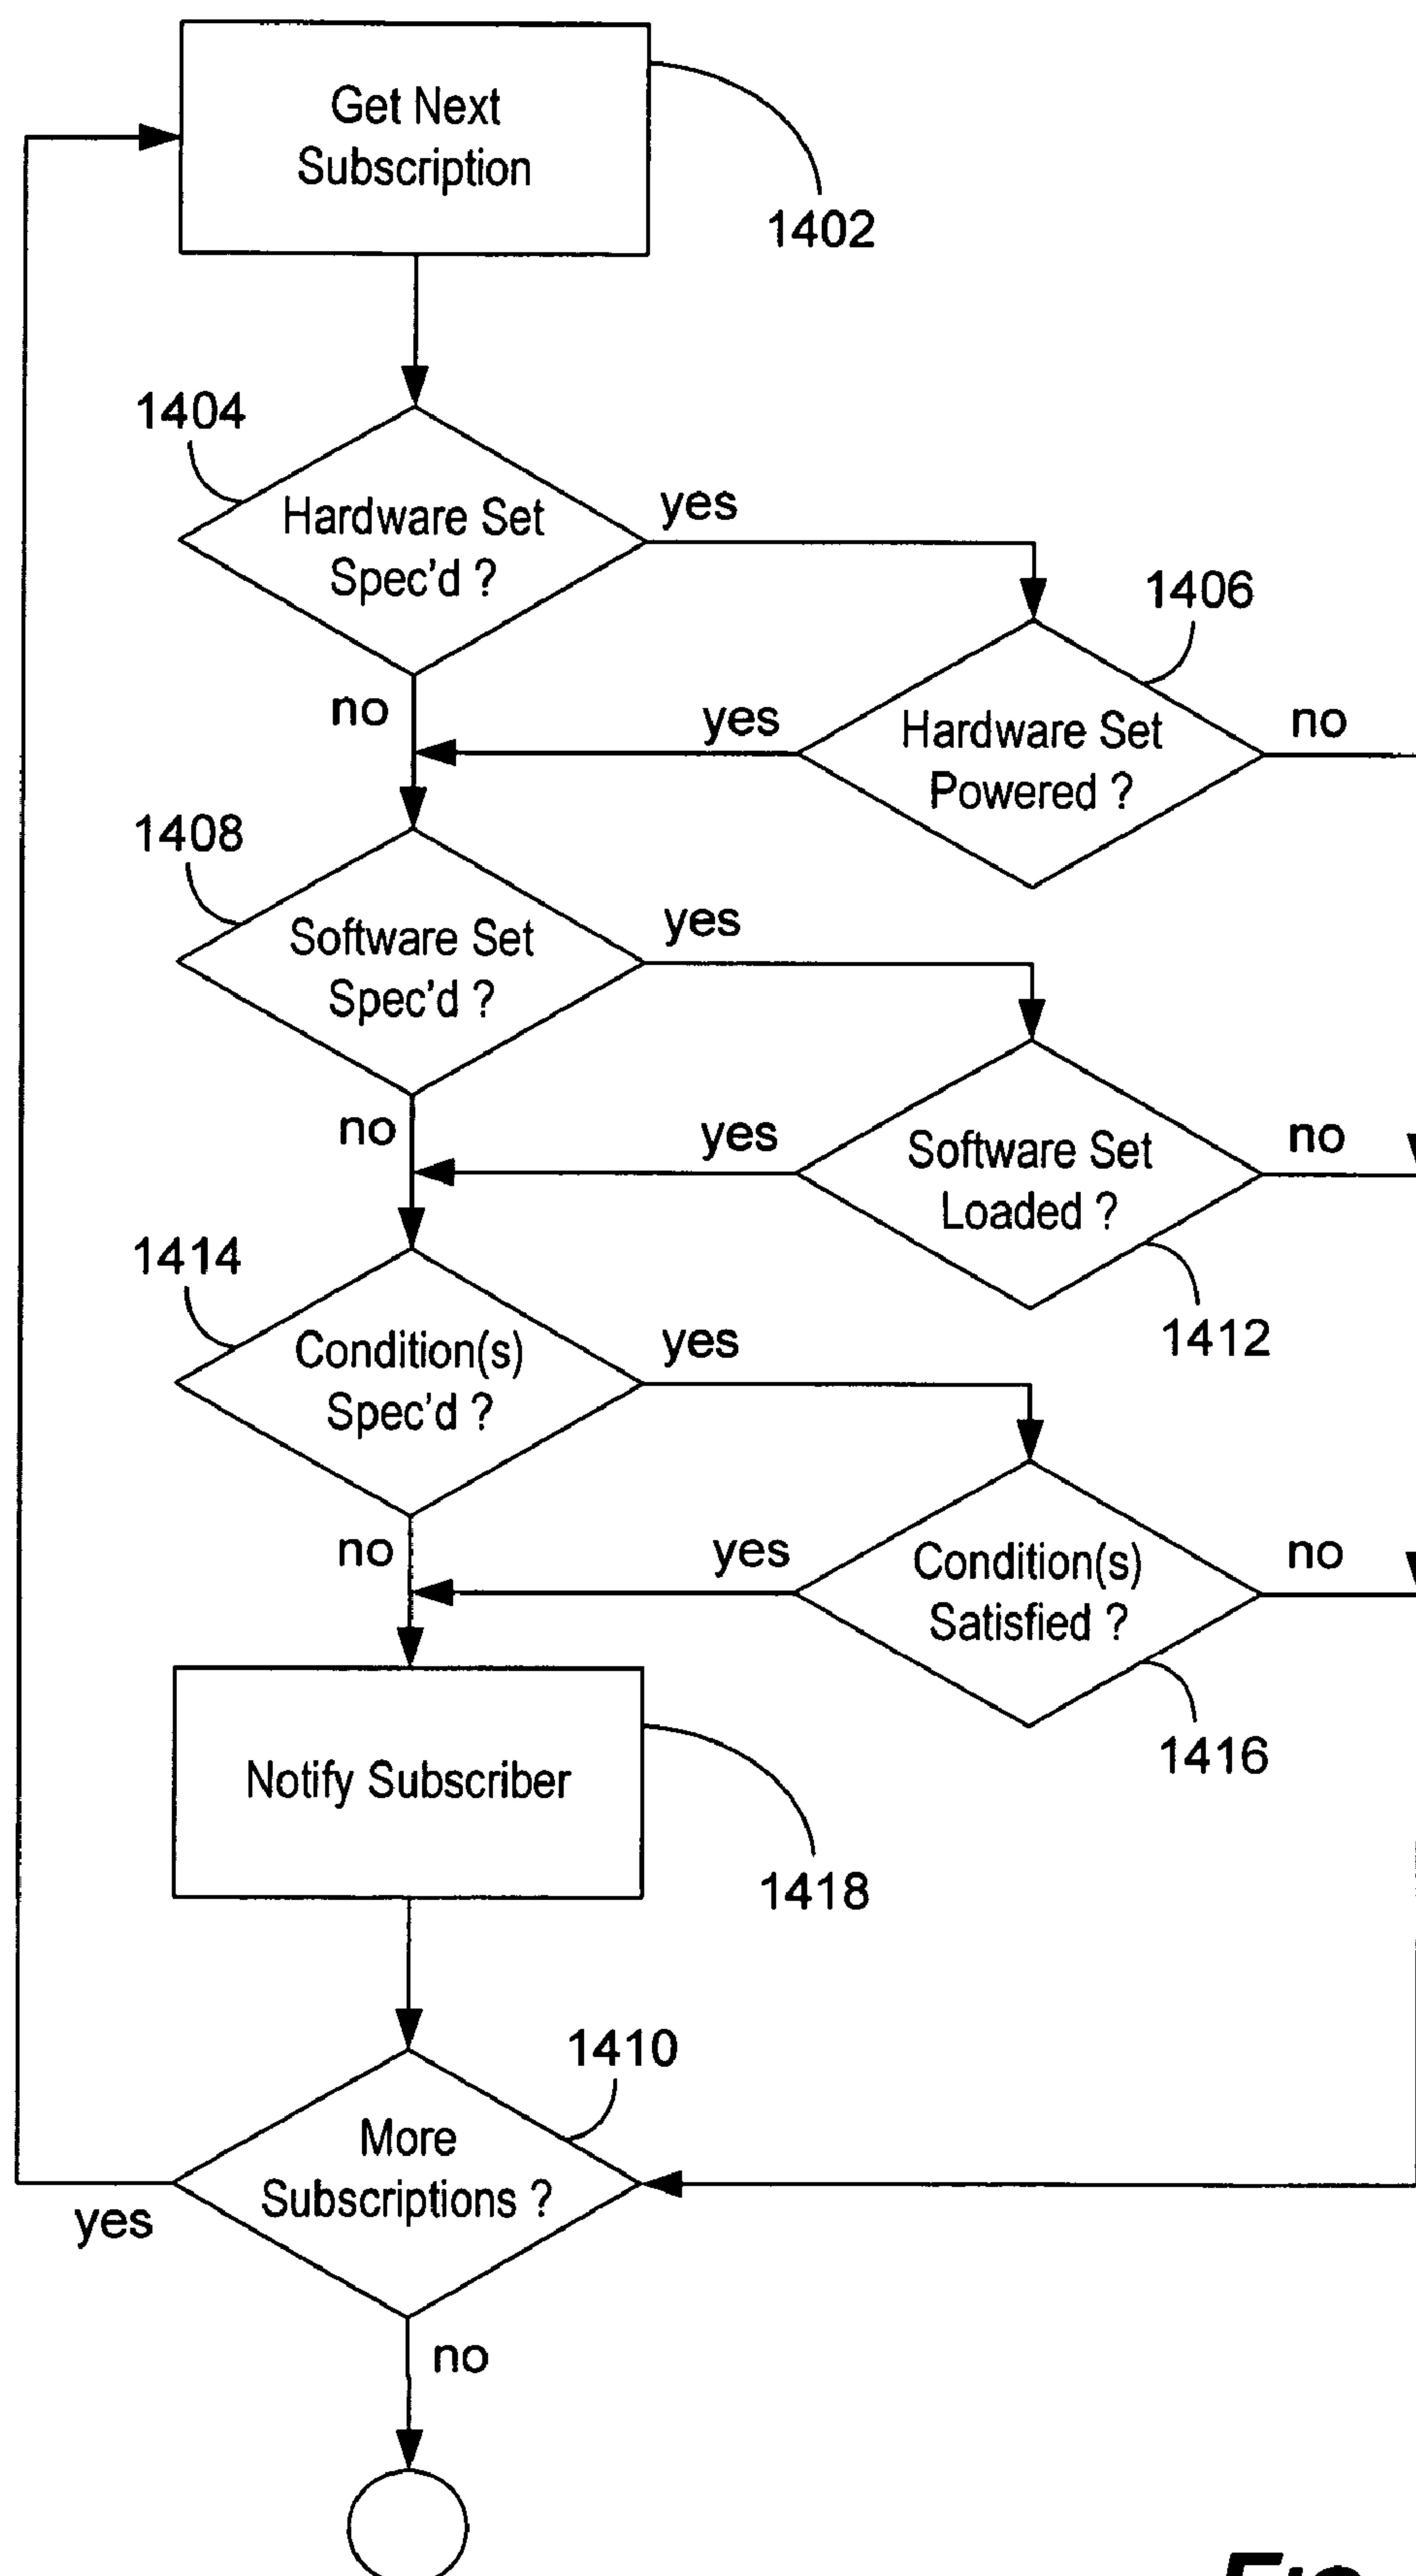 Get Next
Subscription
1402
1404
Hardware Set
Spec'd ?
yes
1406
no
yes
Hardware Set
Powered ?
no
1408
Software Set
Spec'd ?
yes
no
yes
Software Set
Loaded ?
no
1412
1414
Condition(s)
Spec'd ?
yes
no
yes
Condition(s)
Satisfied ?
no
1416
Notify Subscriber
1418
1410
More
Subscriptions ?
yes
no